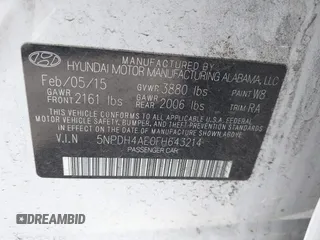 MANUFACTURED BY
HYUNDAI MOTOR MANUFACTURING ALABAMA, LLC
Feb/05/15 GVWR 3880 lbs PAINT W8
GAWR FRONT 2161 lbs GAWR REAR 2006 lbs TRIM RA
THIS VEHICLE CONFORMS TO ALL APPLICABLE U.S.A FEDERAL
MOTOR VEHICLE SAFETY, BUMPER, AND THEFT PREVENTION
STANDARDS IN EFFECT ON THE DATE OF MANUFACTURE SHOWN ABOVE.
V.I.N 5NPDH4AE6FH643214
PASSENGER CAR
DREAMBID